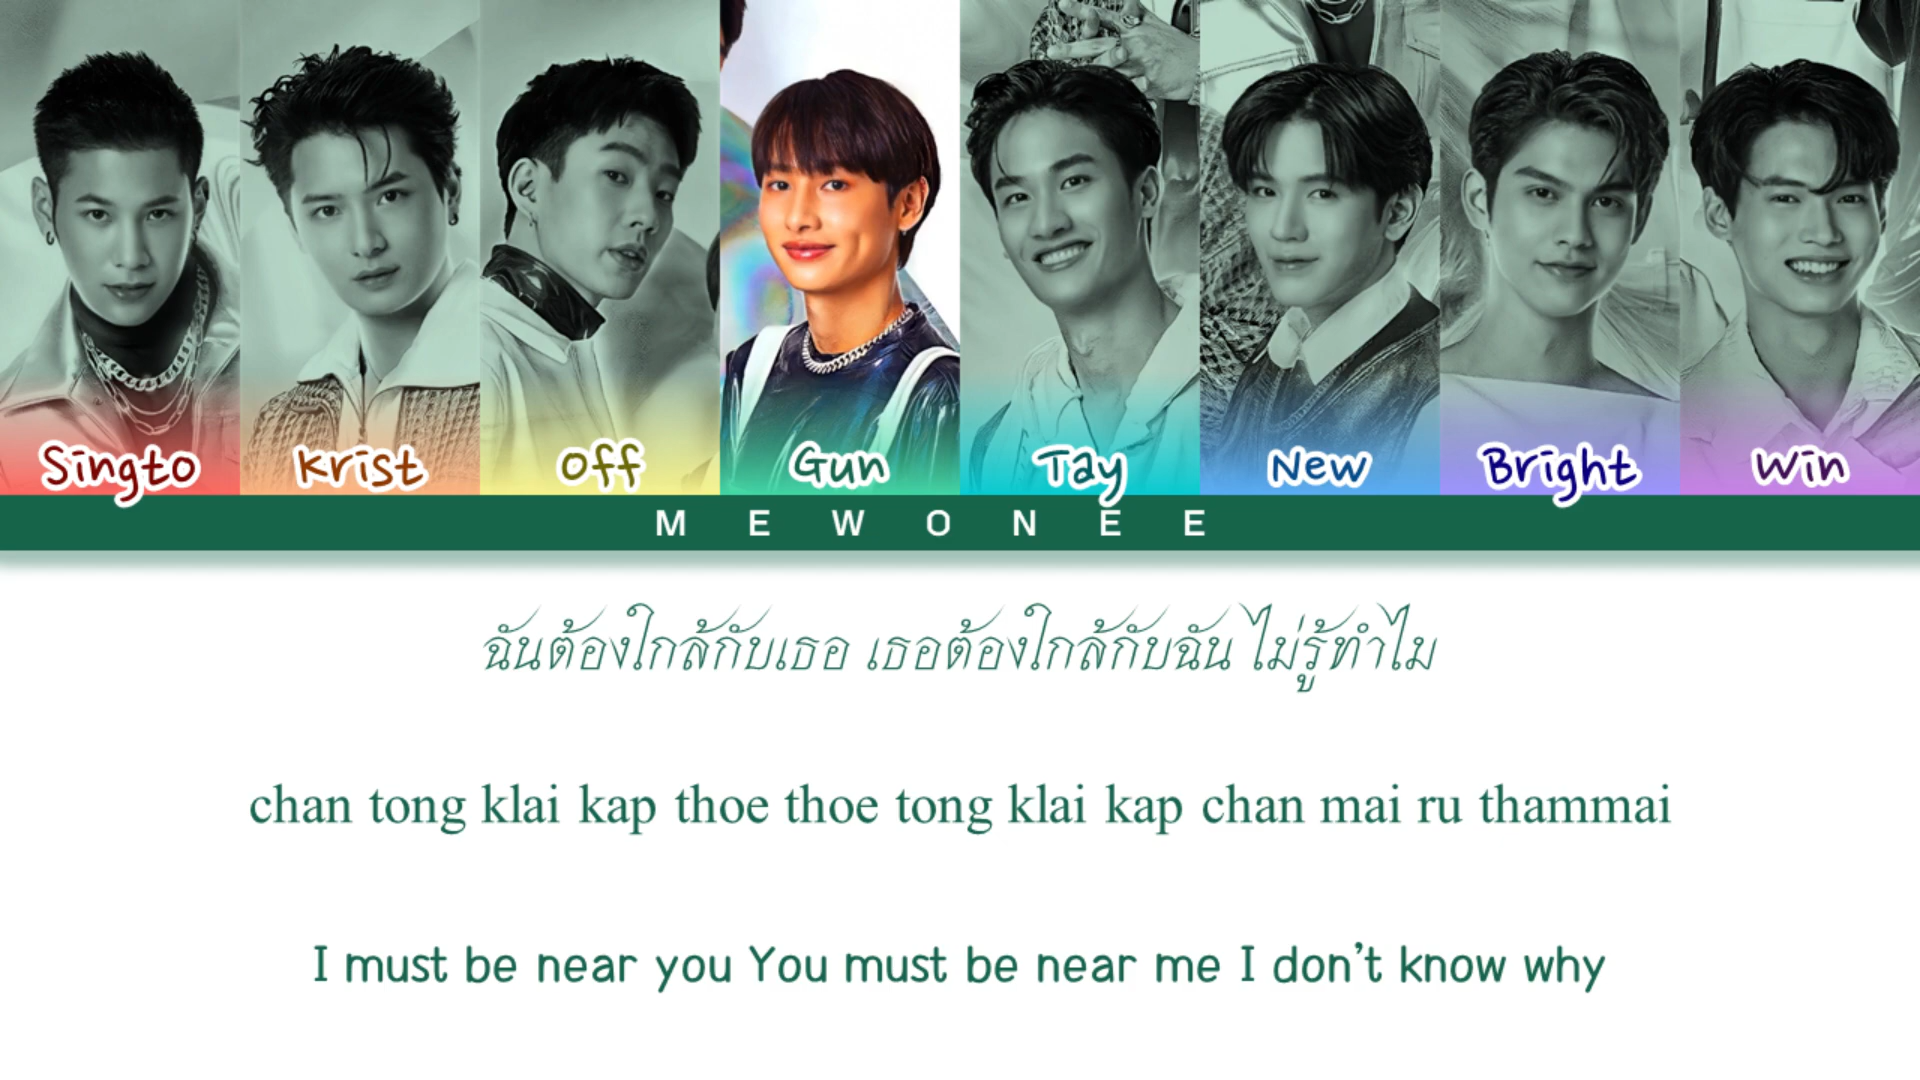 Singto Krist Off Gun Tay New Bright Win
MEWONEE
ฉันต้องใกล้กับเธอ เธอต้องใกล้กับฉัน ไม่รู้ทำไม
chan tong klai kap thoe thoe tong klai kap chan mai ru thammai
I must be near you You must be near me I don't know why